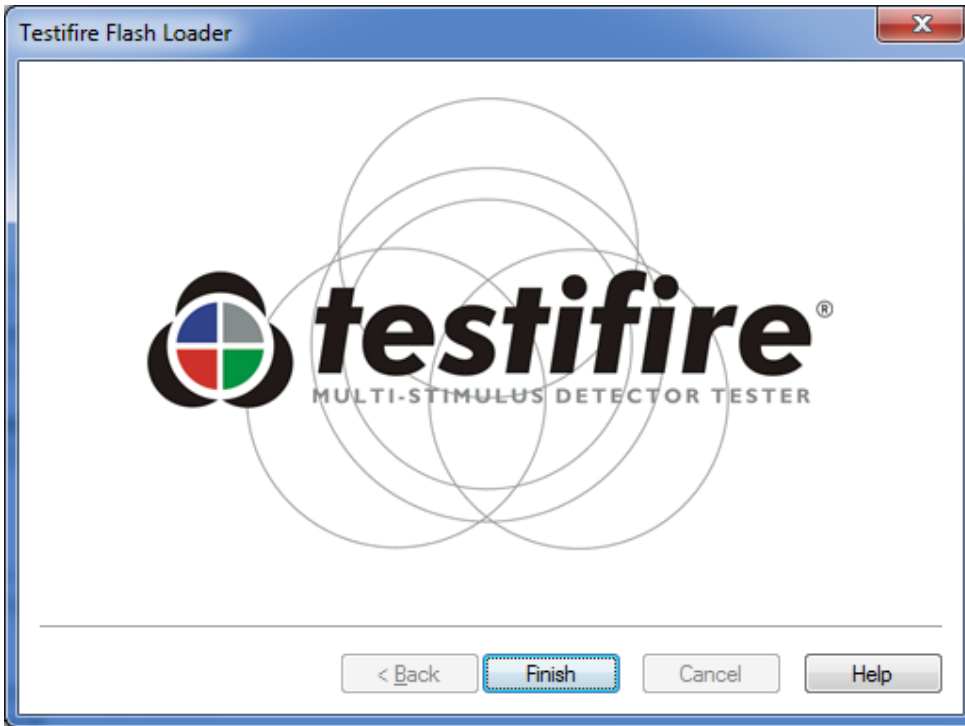 Testifire Flash Loader
testifire®
MULTI-STIMULUS DETECTOR TESTER
< Back Finish Cancel Help